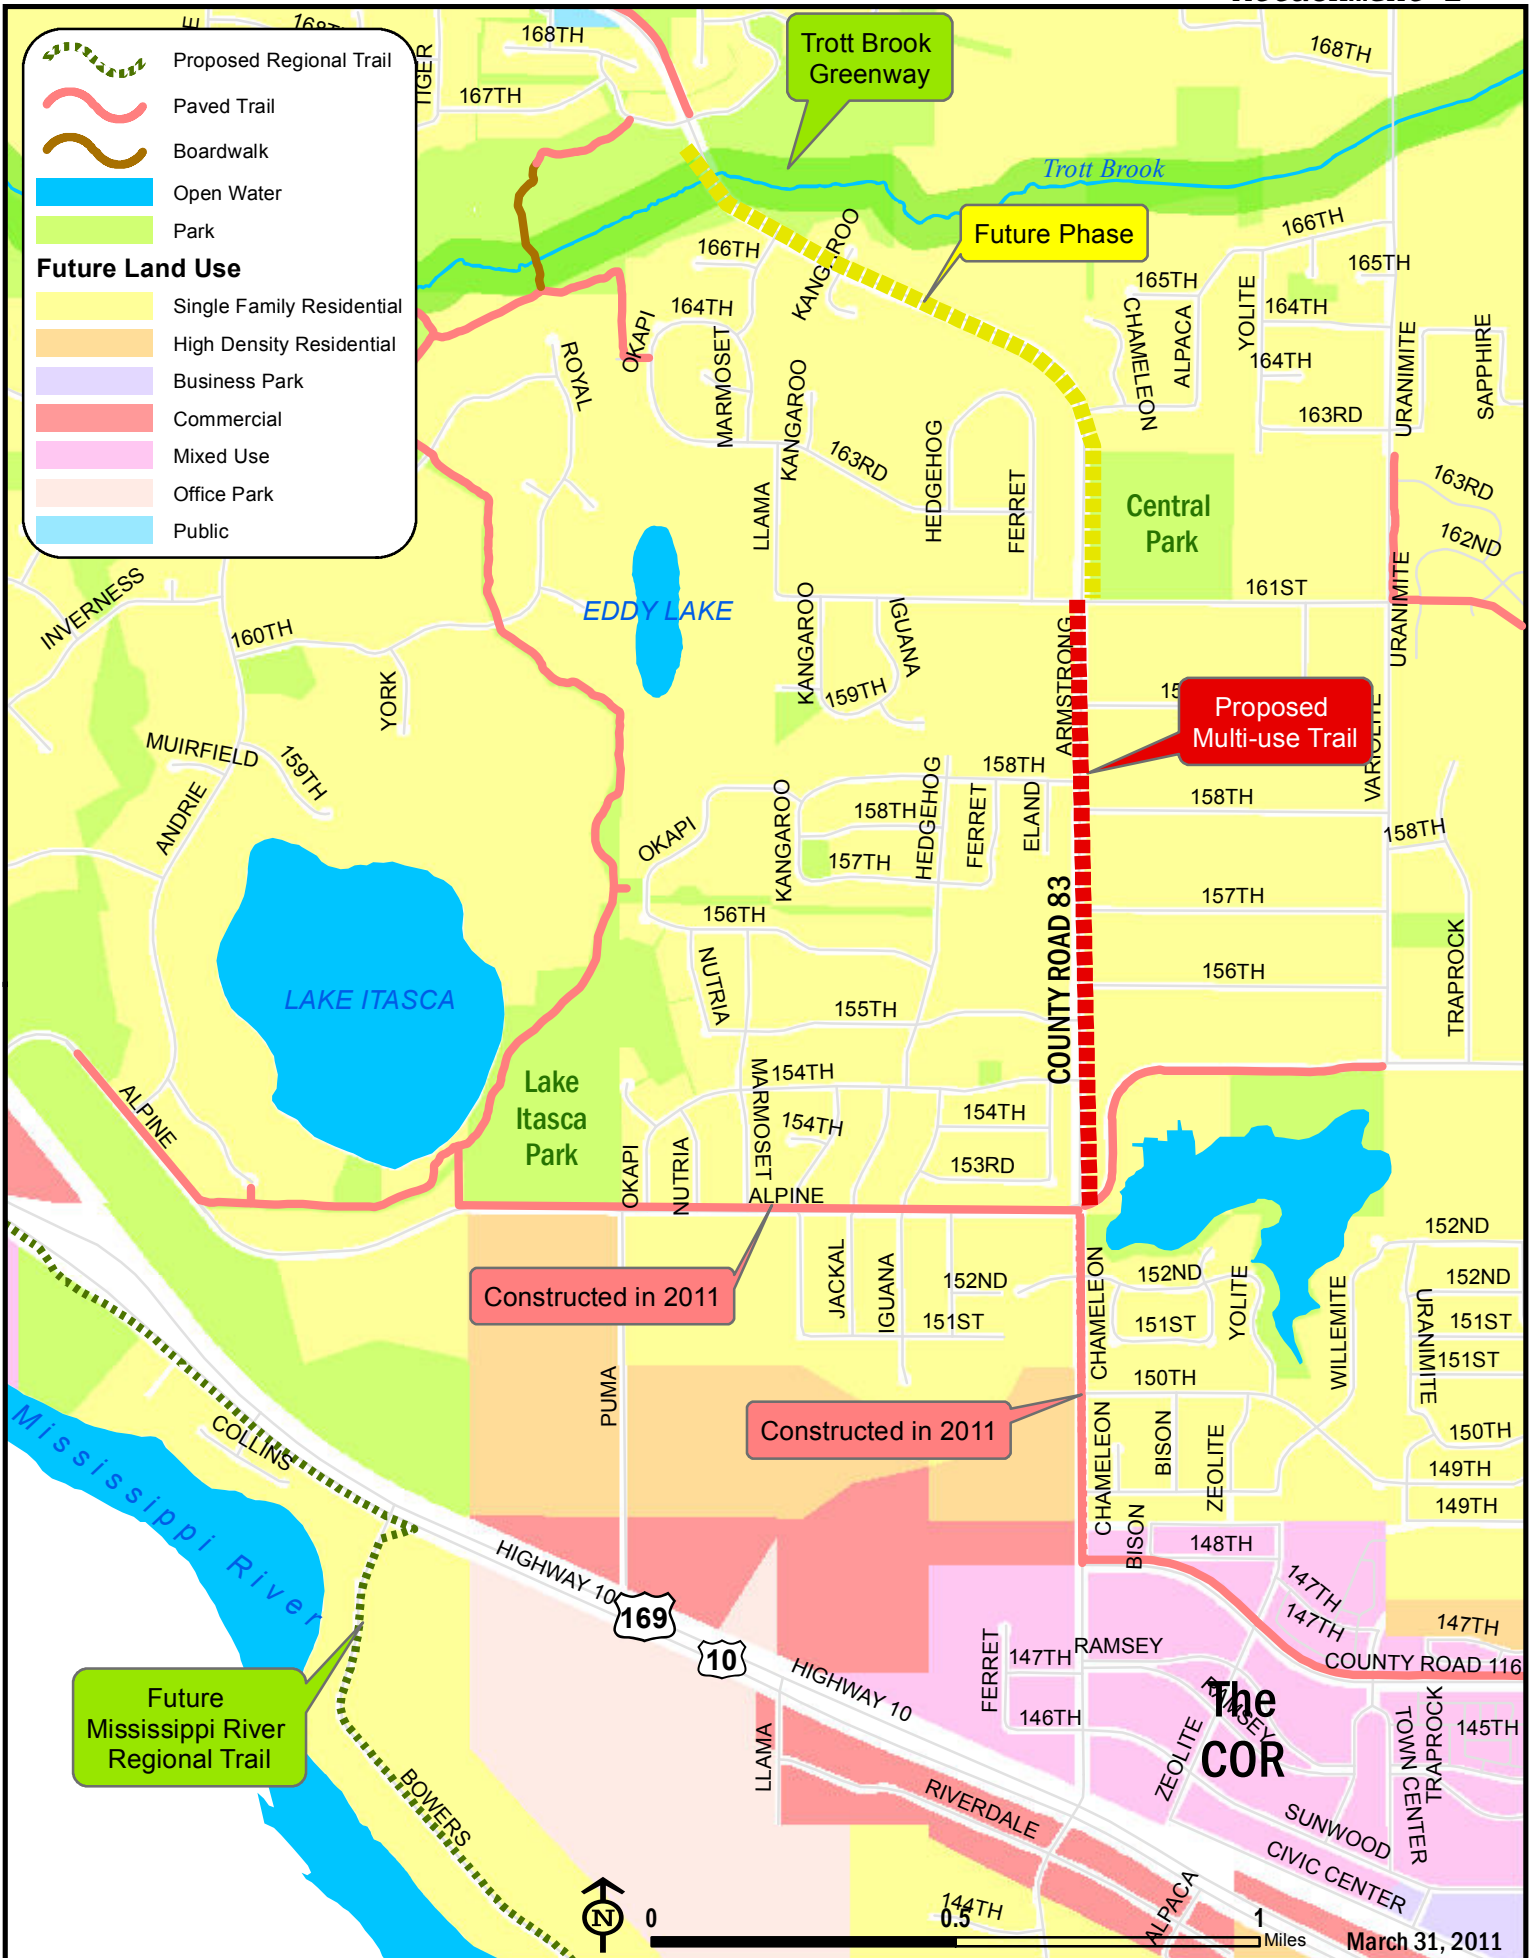 168TH
Proposed Regional Trail
Paved Trail
Boardwalk
Open Water
Park
Future Land Use
Single Family Residential
High Density Residential
Business Park
Commercial
Mixed Use
Office Park
Public
TIGER
168TH
167TH
Trott Brook
Greenway
168TH
Trott Brook
Future Phase
166TH
KANGAROO
166TH
165TH
165TH
CHAMELEON
ALPACA
YOLITE
164TH
164TH
163RD
URANIMITE
SAPPHIRE
OKAPI
164TH
MARMOSET
ROYAL
KANGAROO
163RD
LLAMA
HEDGEHOG
FERRET
Central
Park
163RD
162ND
161ST
URANIMITE
INVERNESS
160TH
EDDY LAKE
KANGAROO
IGUANA
159TH
ARMSTRONG
YORK
MUIRFIELD
159TH
ANDRIE
Proposed
Multi-use Trail
VARIOLITE
158TH
158TH
158TH
HEDGEHOG
FERRET
ELAND
158TH
OKAPI
KANGAROO
157TH
157TH
COUNTY ROAD 83
156TH
156TH
TRAPROCK
LAKE ITASCA
NUTRIA
155TH
Lake
Itasca
Park
MARMOSET
154TH
154TH
154TH
153RD
ALPINE
OKAPI
NUTRIA
ALPINE
Constructed in 2011
JACKAL
IGUANA
152ND
151ST
CHAMELEON
152ND
151ST
YOLITE
WILLEMITE
152ND
152ND
URANIMITE
151ST
151ST
150TH
150TH
149TH
149TH
PUMA
Constructed in 2011
CHAMELEON
BISON
ZEOLITE
BISON
148TH
147TH
147TH
147TH
COUNTY ROAD 116
COLLINS
Mississippi River
HIGHWAY 10
169
10
HIGHWAY 10
FERRET
147TH
RAMSEY
RAMSEY
146TH
The
COR
ZEOLITE
TOWN CENTER
TRAPROCK
145TH
Future
Mississippi River
Regional Trail
BOWERS
LLAMA
RIVERDALE
SUNWOOD
CIVIC CENTER
144TH
ALPACA
N
0
0.5
1
Miles
March 31, 2011